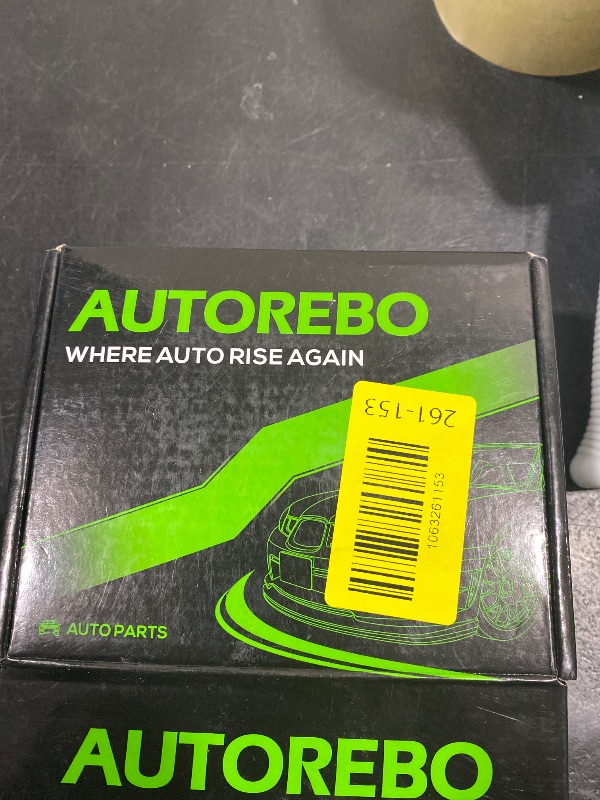 AUTOREBO
WHERE AUTO RISE AGAIN
261-153
1063261153
AUTO PARTS
AUTOREBO